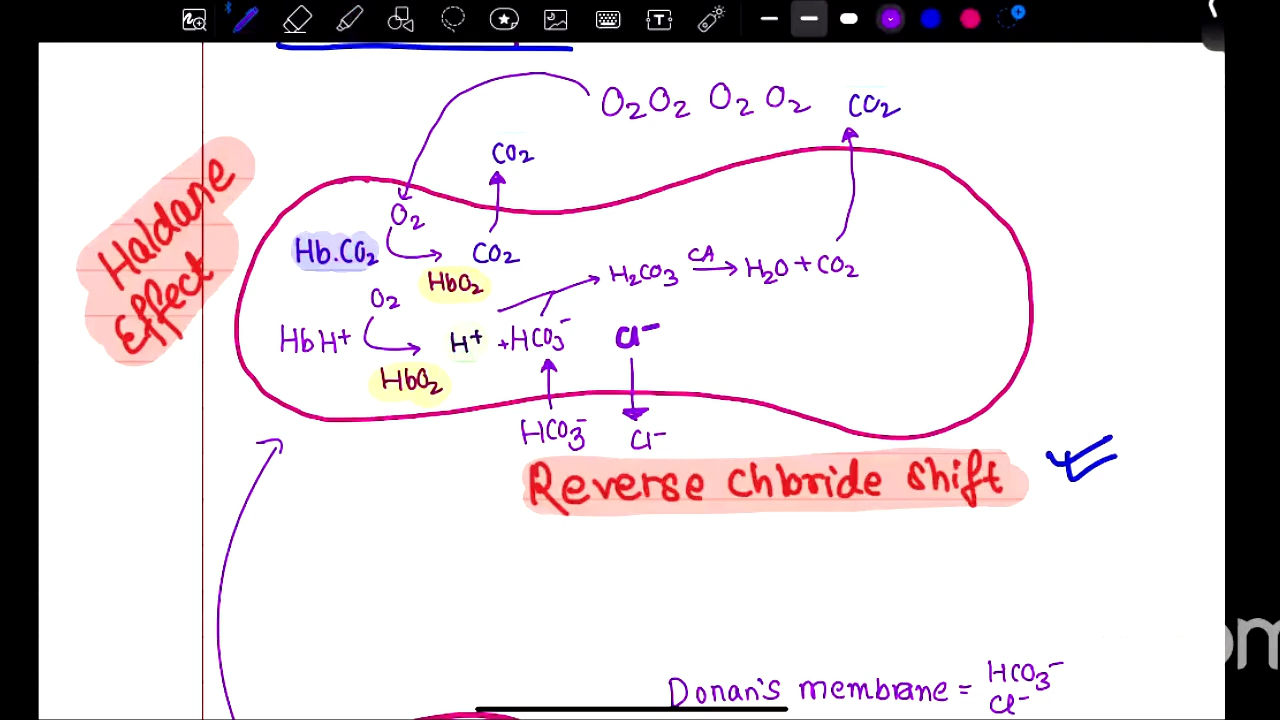 O2 O2 O2 O2 CO2
CO2
Haldane
Effect
O2
Hb.CO2 CO2
HbO2
H2CO3 CA H2O + CO2
O2
HbH+ H+ + HCO3- Cl-
HbO2
HCO3- Cl-
Reverse Chloride Shift
Donan's membrane = HCO3-
Cl-
om